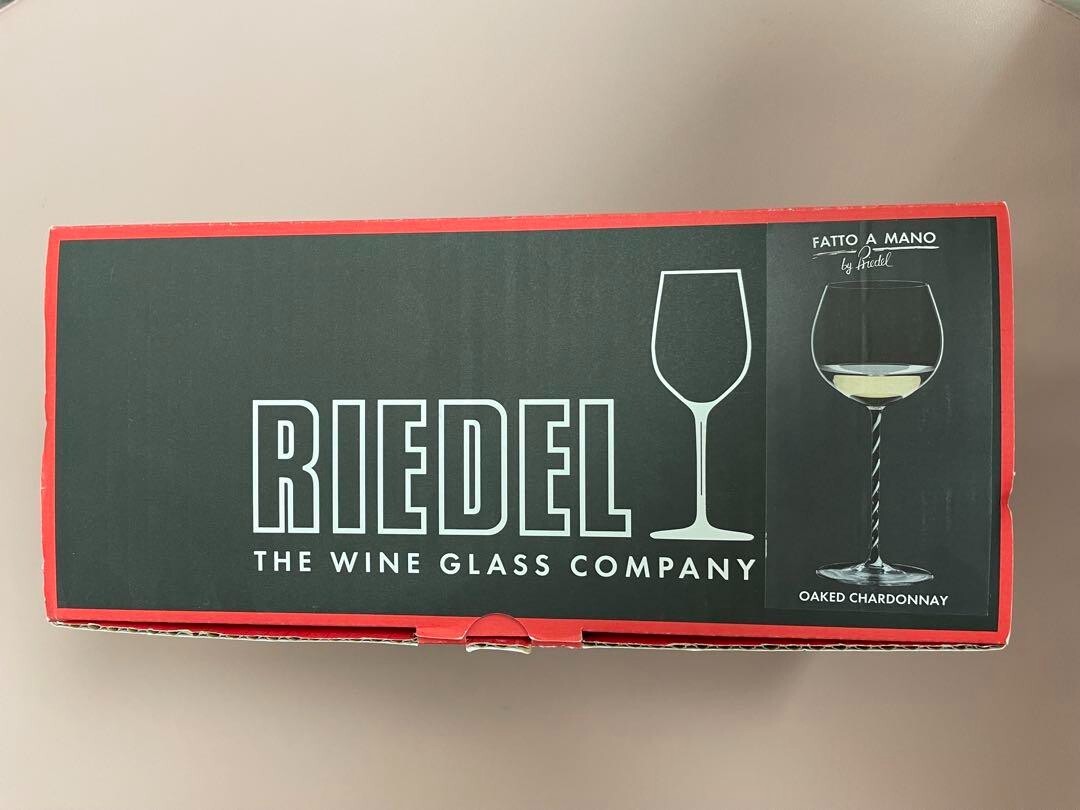 RIEDEL
THE WINE GLASS COMPANY
FATTO A MANO
by Riedel
OAKED CHARDONNAY